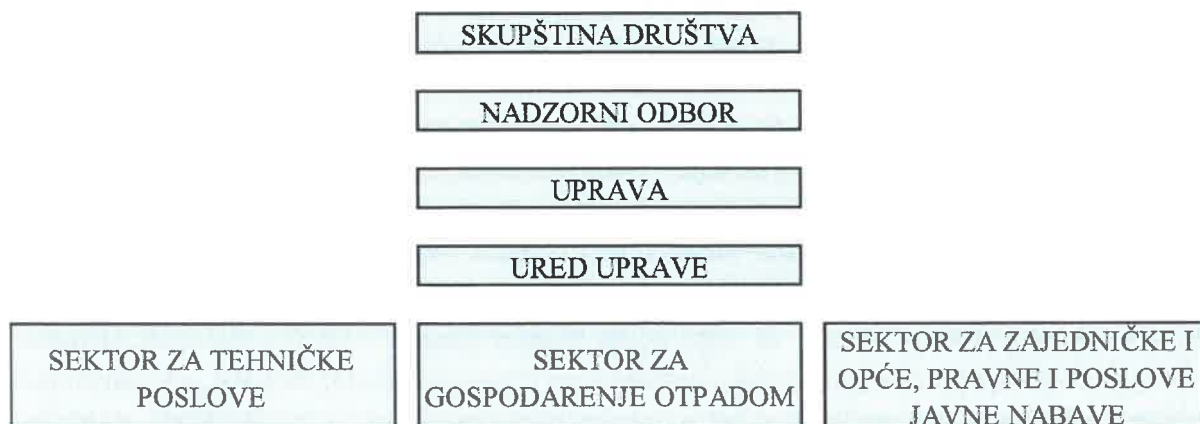 SKUPŠTINA DRUŠTVA
NADZORNI ODBOR
UPRAVA
URED UPRAVE
SEKTOR ZA TEHNIČKE
POSLOVE
SEKTOR ZA
GOSPODARENJE OTPADOM
SEKTOR ZA ZAJEDNIČKE I
OPĆE, PRAVNE I POSLOVE
JAVNE NABAVE